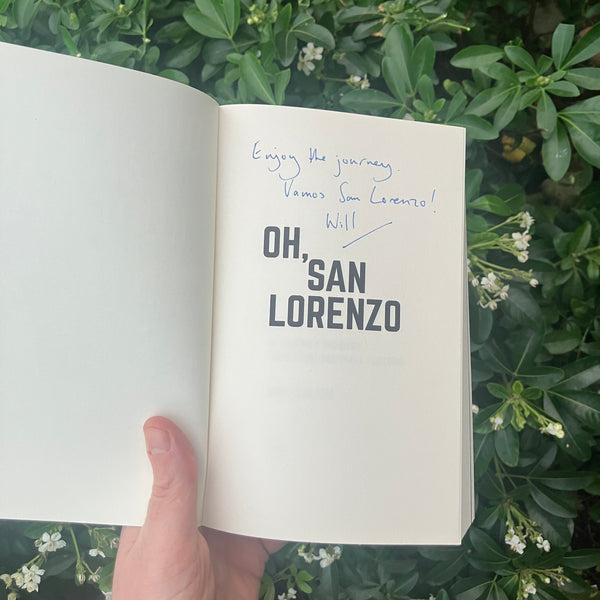 Enjoy the journey.
Vamos San Lorenzo!
Will
OH,
SAN
LORENZO